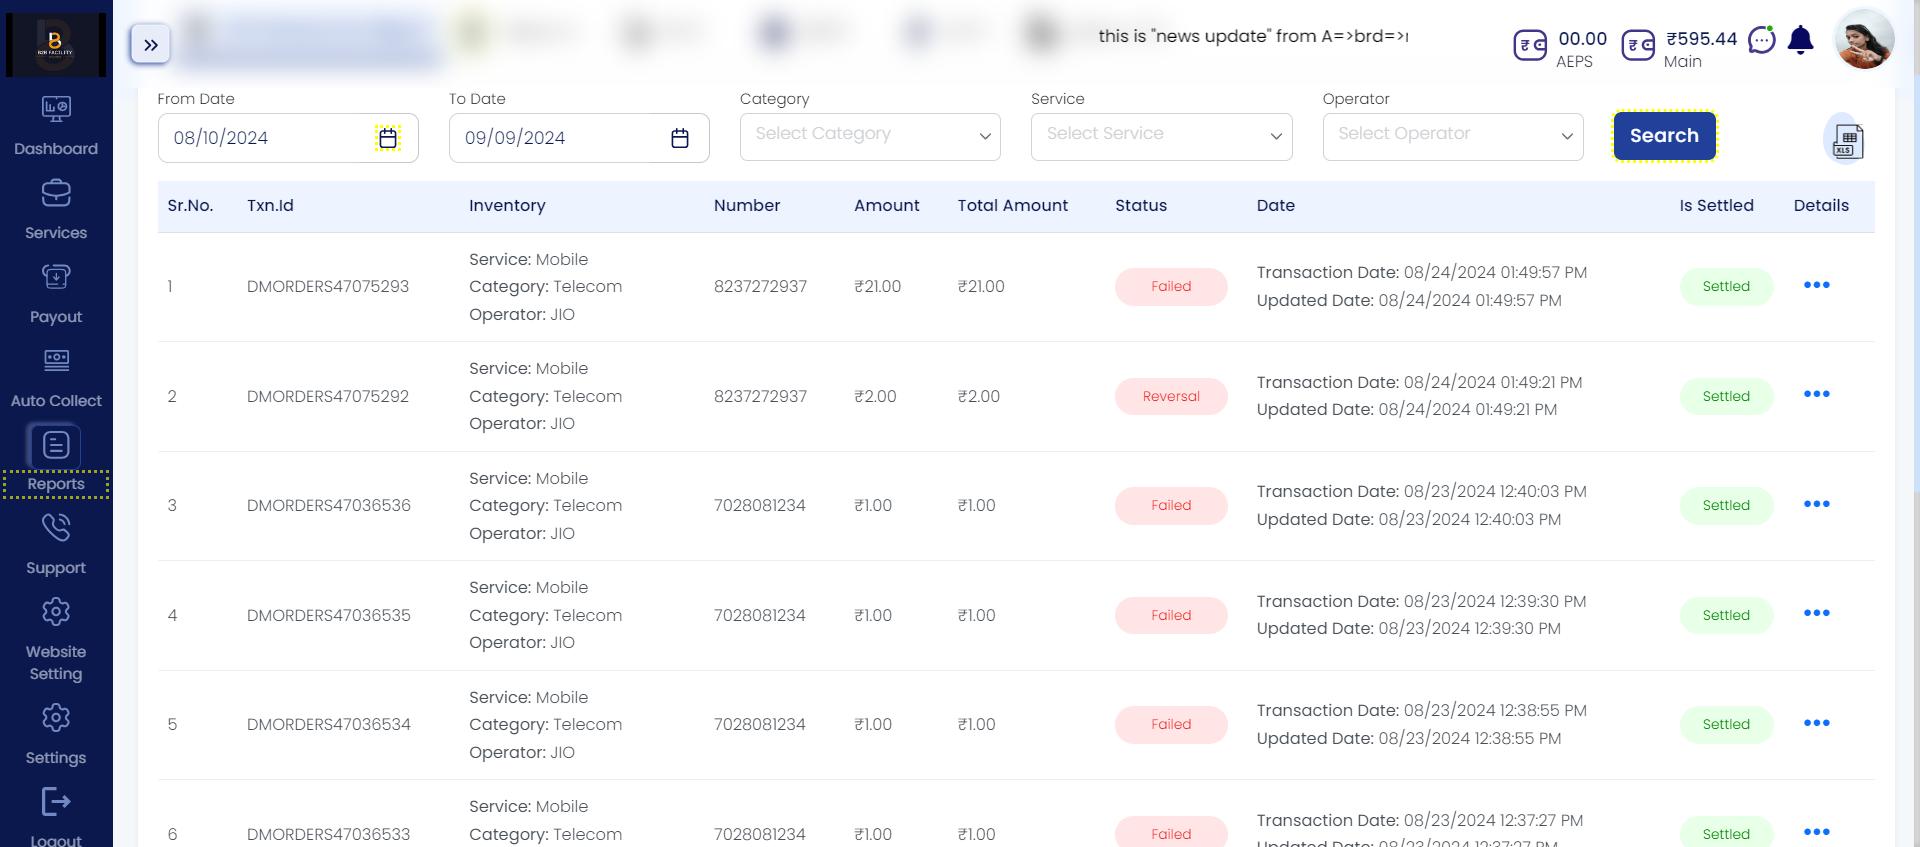 B2B FACILITY
this is "news update" from A=>brd=>r
00.00
AEPS
₹595.44
Main
Dashboard
Services
Payout
Auto Collect
Reports
Support
Website
Setting
Settings
Logout
From Date
To Date
Category
Service
Operator
08/10/2024
09/09/2024
Select Category
Select Service
Select Operator
Search
XLS
Sr.No. Txn.Id Inventory Number Amount Total Amount Status Date Is Settled Details
Service: Mobile
Category: Telecom
Operator: JIO
1 DMORDERS47075293 8237272937 ₹21.00 ₹21.00 Failed
Transaction Date: 08/24/2024 01:49:57 PM
Updated Date: 08/24/2024 01:49:57 PM
Settled
Service: Mobile
Category: Telecom
Operator: JIO
2 DMORDERS47075292 8237272937 ₹2.00 ₹2.00 Reversal
Transaction Date: 08/24/2024 01:49:21 PM
Updated Date: 08/24/2024 01:49:21 PM
Settled
Service: Mobile
Category: Telecom
Operator: JIO
3 DMORDERS47036536 7028081234 ₹1.00 ₹1.00 Failed
Transaction Date: 08/23/2024 12:40:03 PM
Updated Date: 08/23/2024 12:40:03 PM
Settled
Service: Mobile
Category: Telecom
Operator: JIO
4 DMORDERS47036535 7028081234 ₹1.00 ₹1.00 Failed
Transaction Date: 08/23/2024 12:39:30 PM
Updated Date: 08/23/2024 12:39:30 PM
Settled
Service: Mobile
Category: Telecom
Operator: JIO
5 DMORDERS47036534 7028081234 ₹1.00 ₹1.00 Failed
Transaction Date: 08/23/2024 12:38:55 PM
Updated Date: 08/23/2024 12:38:55 PM
Settled
Service: Mobile
Category: Telecom
6 DMORDERS47036533 7028081234 ₹1.00 ₹1.00 Failed
Transaction Date: 08/23/2024 12:37:27 PM
Updated Date: 08/23/2024 12:37:27 PM
Settled